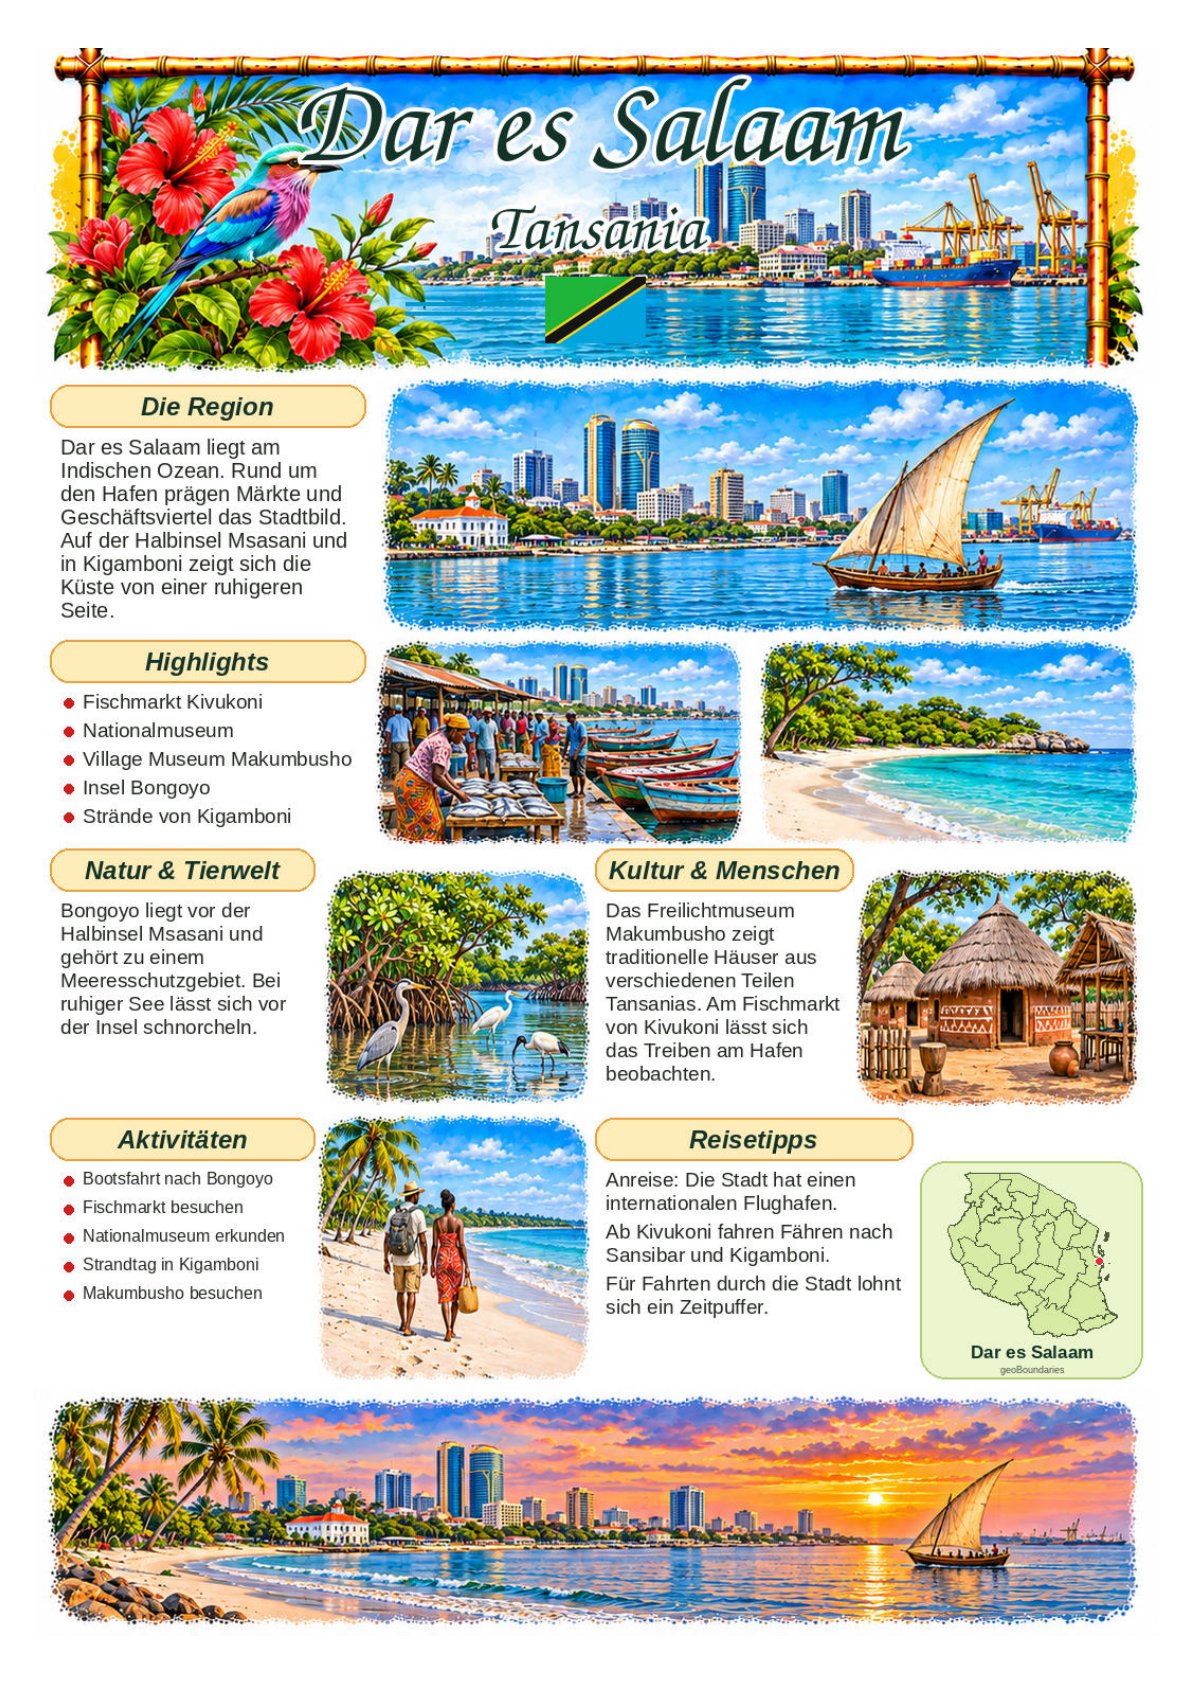 Dar es Salaam
Tansania
Die Region
Dar es Salaam liegt am
Indischen Ozean. Rund um
den Hafen prägen Märkte und
Geschäftsviertel das Stadtbild.
Auf der Halbinsel Msasani und
in Kigamboni zeigt sich die
Küste von einer ruhigeren
Seite.
Highlights
Fischmarkt Kivukoni
Nationalmuseum
Village Museum Makumbusho
Insel Bongoyo
Strände von Kigamboni
Natur & Tierwelt
Bongoyo liegt vor der
Halbinsel Msasani und
gehört zu einem
Meeresschutzgebiet. Bei
ruhiger See lässt sich vor
der Insel schnorcheln.
Kultur & Menschen
Das Freilichtmuseum
Makumbusho zeigt
traditionelle Häuser aus
verschiedenen Teilen
Tansanias. Am Fischmarkt
von Kivukoni lässt sich
das Treiben am Hafen
beobachten.
Aktivitäten
Bootsfahrt nach Bongoyo
Fischmarkt besuchen
Nationalmuseum erkunden
Strandtag in Kigamboni
Makumbusho besuchen
Reisetipps
Anreise: Die Stadt hat einen
internationalen Flughafen.
Ab Kivukoni fahren Fähren nach
Sansibar und Kigamboni.
Für Fahrten durch die Stadt lohnt
sich ein Zeitpuffer.
Dar es Salaam
geoBoundaries